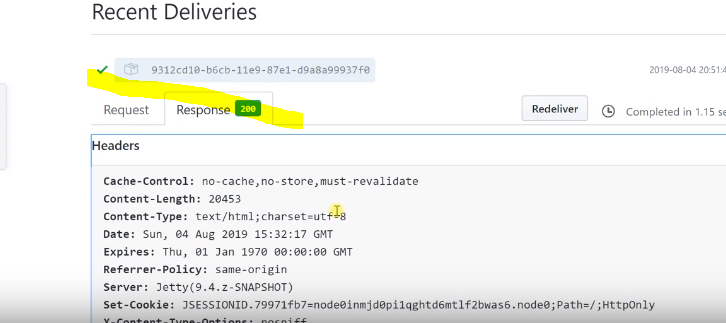 Recent Deliveries
9312cd10-b6cb-11e9-87e1-d9a8a99937f0 2019-08-04 20:51:4
Request Response 200 Redeliver Completed in 1.15 se
Headers
Cache-Control: no-cache,no-store,must-revalidate
Content-Length: 20453
Content-Type: text/html;charset=utf-8
Date: Sun, 04 Aug 2019 15:32:17 GMT
Expires: Thu, 01 Jan 1970 00:00:00 GMT
Referrer-Policy: same-origin
Server: Jetty(9.4.z-SNAPSHOT)
Set-Cookie: JSESSIONID.79971fb7=node0inmjd0pi1qghtd6mtlf2bwas6.node0;Path=/;HttpOnly
X-Content-Type-Options: nosniff